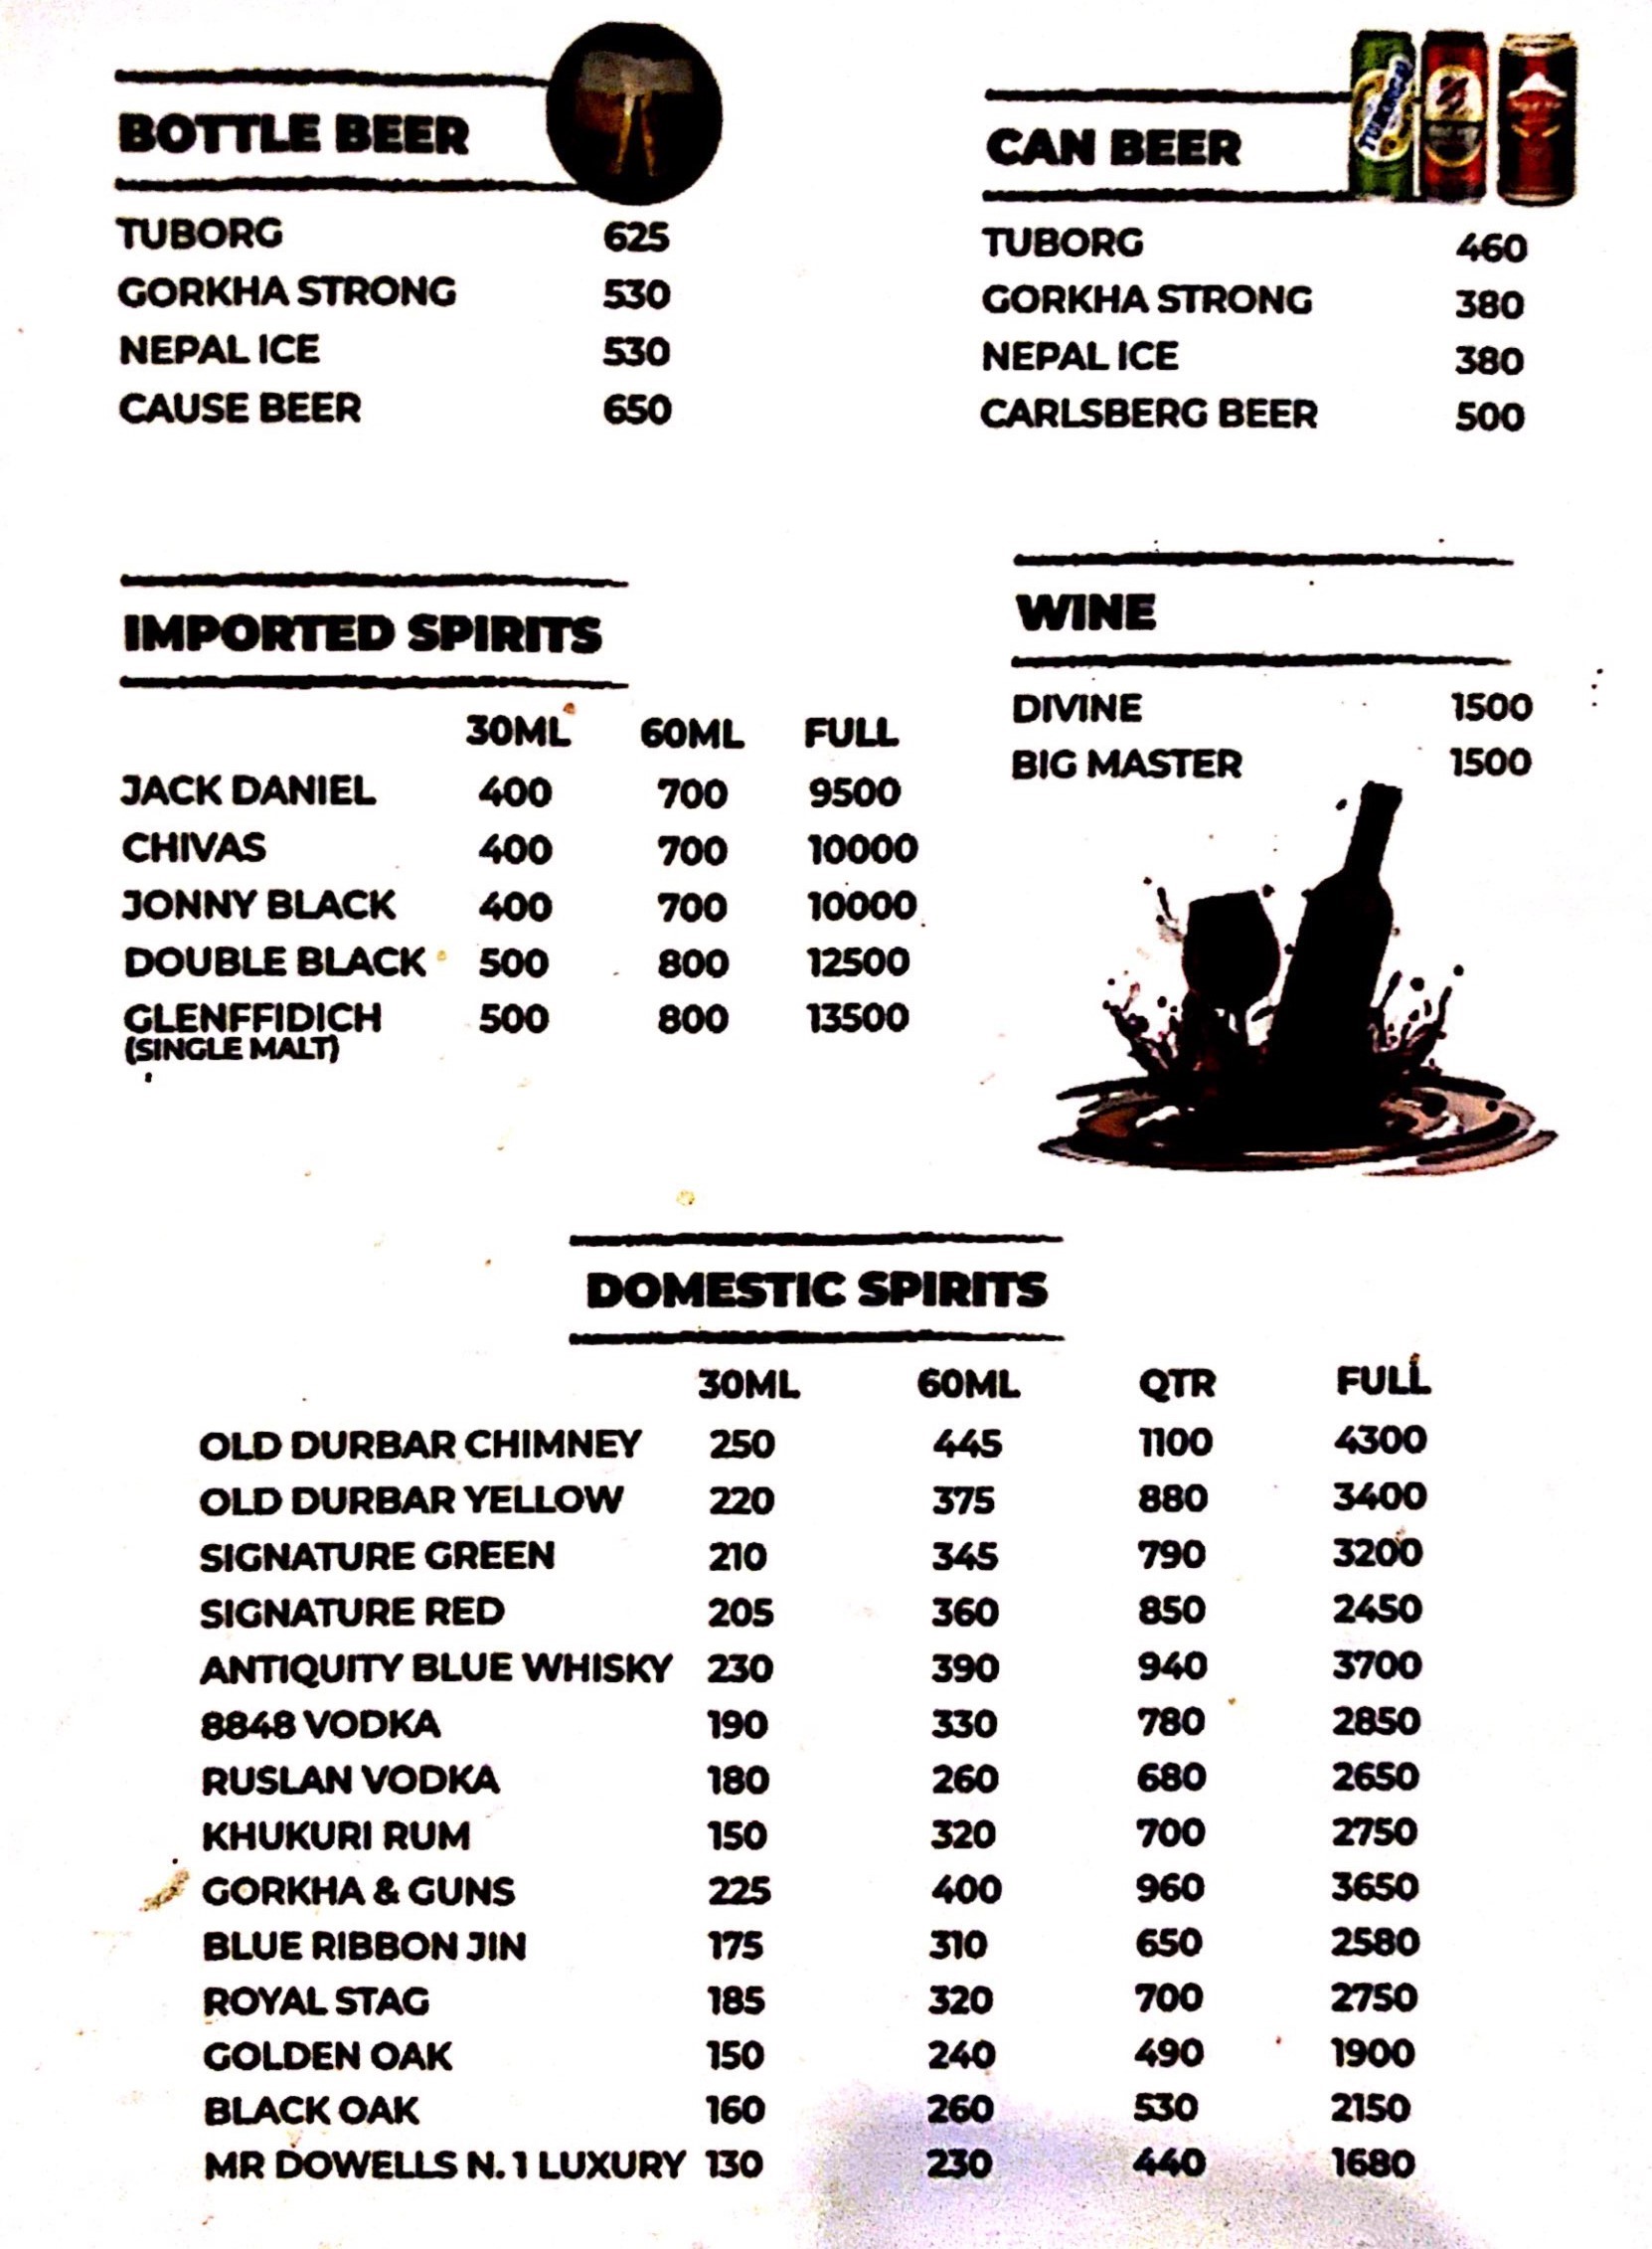 BOTTLE BEER
TUBORG 625
GORKHA STRONG 530
NEPAL ICE 530
CAUSE BEER 650
CAN BEER
TUBORG
TUBORG 460
GORKHA STRONG 380
NEPAL ICE 380
CARLSBERG BEER 500
IMPORTED SPIRITS
30ML 60ML FULL
JACK DANIEL 400 700 9500
CHIVAS 400 700 10000
JONNY BLACK 400 700 10000
DOUBLE BLACK 500 800 12500
GLENFFIDICH 500 800 13500
(SINGLE MALT)
WINE
DIVINE 1500
BIG MASTER 1500
DOMESTIC SPIRITS
30ML 60ML QTR FULL
OLD DURBAR CHIMNEY 250 445 1100 4300
OLD DURBAR YELLOW 220 375 880 3400
SIGNATURE GREEN 210 345 790 3200
SIGNATURE RED 205 360 850 2450
ANTIQUITY BLUE WHISKY 230 390 940 3700
8848 VODKA 190 330 780 2850
RUSLAN VODKA 180 260 680 2650
KHUKURI RUM 150 320 700 2750
GORKHA & GUNS 225 400 960 3650
BLUE RIBBON JIN 175 310 650 2580
ROYAL STAG 185 320 700 2750
GOLDEN OAK 150 240 490 1900
BLACK OAK 160 260 530 2150
MR DOWELLS N. 1 LUXURY 130 230 440 1680